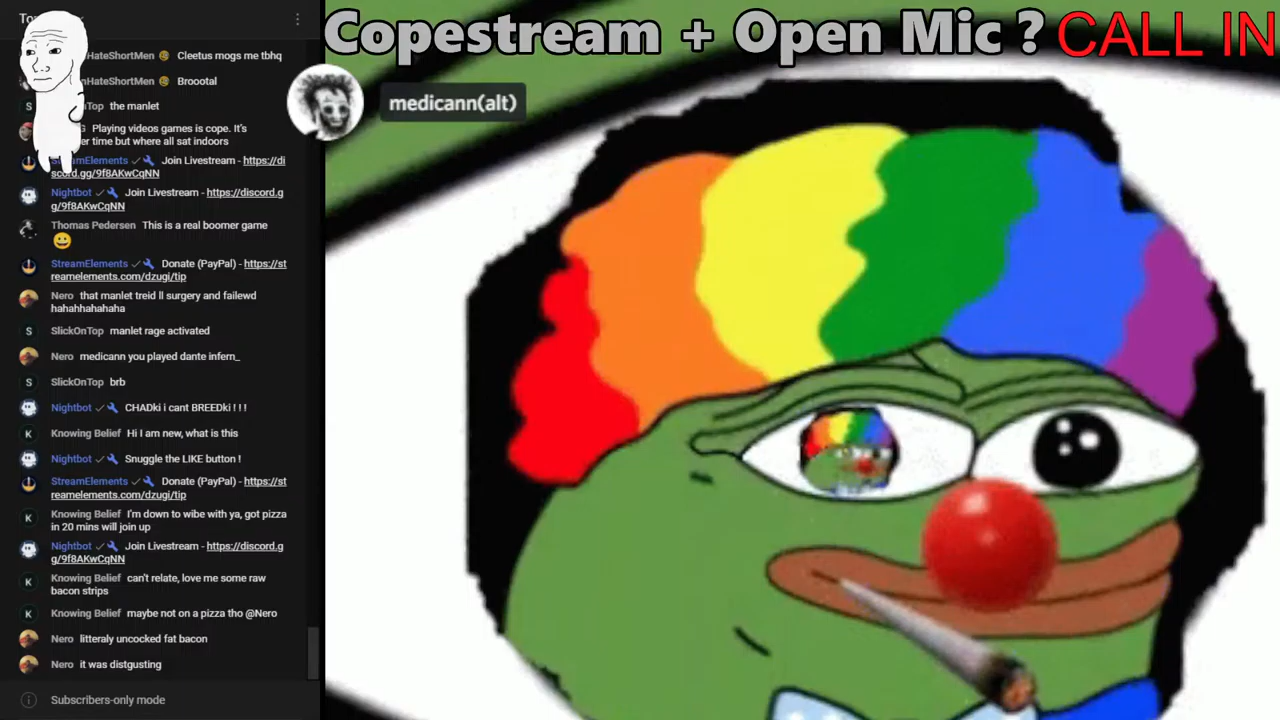 Copestream + Open Mic ? CALL IN
medicann(alt)
To
HateShortMen Cleetus mogs me tbhq
HateShortMen Broootal
Top the manlet
Playing videos games is cope. It's
er time but where all sat indoors
StreamElements Join Livestream - https://di
scord.gg/9f8AKwCqNN
Nightbot Join Livestream - https://discord.g
g/9f8AKwCqNN
Thomas Pedersen This is a real boomer game
😀
StreamElements Donate (PayPal) - https://st
reamelements.com/dzugi/tip
Nero that manlet treid ll surgery and failewd
hahahhahahaha
S SlickOnTop manlet rage activated
Nero medicann you played dante infern_
S SlickOnTop brb
Nightbot CHADki i cant BREEDki ! ! !
K Knowing Belief Hi I am new, what is this
Nightbot Snuggle the LIKE button !
StreamElements Donate (PayPal) - https://st
reamelements.com/dzugi/tip
K Knowing Belief I'm down to wibe with ya, got pizza
in 20 mins will join up
Nightbot Join Livestream - https://discord.g
g/9f8AKwCqNN
K Knowing Belief can't relate, love me some raw
bacon strips
K Knowing Belief maybe not on a pizza tho @Nero
Nero litteraly uncocked fat bacon
Nero it was distgusting
Subscribers-only mode